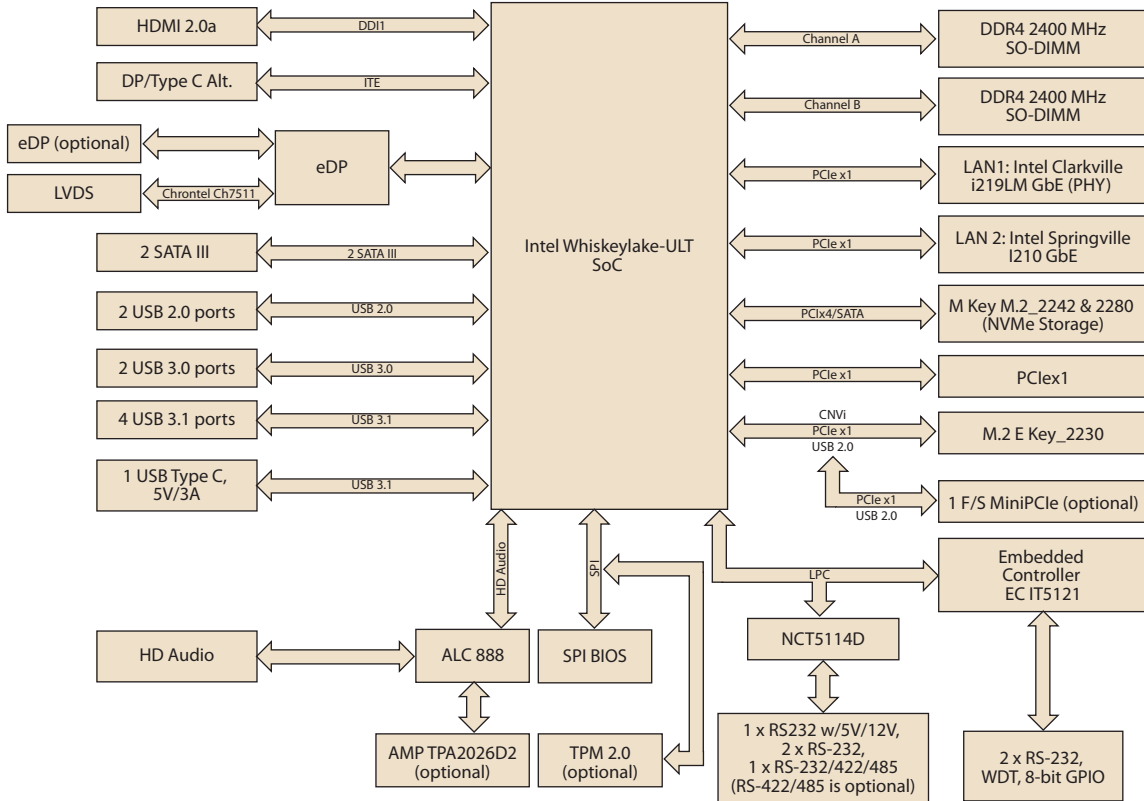 HDMI 2.0a
DDI1
DP/Type C Alt.
ITE
eDP (optional)
eDP
LVDS
Chrontel Ch7511
2 SATA III
2 SATA III
2 USB 2.0 ports
USB 2.0
2 USB 3.0 ports
USB 3.0
4 USB 3.1 ports
USB 3.1
1 USB Type C,
5V/3A
USB 3.1
Intel Whiskeylake-ULT
SoC
Channel A
DDR4 2400 MHz
SO-DIMM
Channel B
DDR4 2400 MHz
SO-DIMM
PCIe x1
LAN1: Intel Clarkville
i219LM GbE (PHY)
PCIe x1
LAN 2: Intel Springville
I210 GbE
PCIx4/SATA
M Key M.2_2242 & 2280
(NVMe Storage)
PCIe x1
PCIex1
CNVi
PCIe x1
USB 2.0
M.2 E Key_2230
PCIe x1
USB 2.0
1 F/S MiniPCIe (optional)
HD Audio
SPI
LPC
Embedded
Controller
EC IT5121
HD Audio
ALC 888
SPI BIOS
NCT5114D
AMP TPA2026D2
(optional)
TPM 2.0
(optional)
1 x RS232 w/5V/12V,
2 x RS-232,
1 x RS-232/422/485
(RS-422/485 is optional)
2 x RS-232,
WDT, 8-bit GPIO